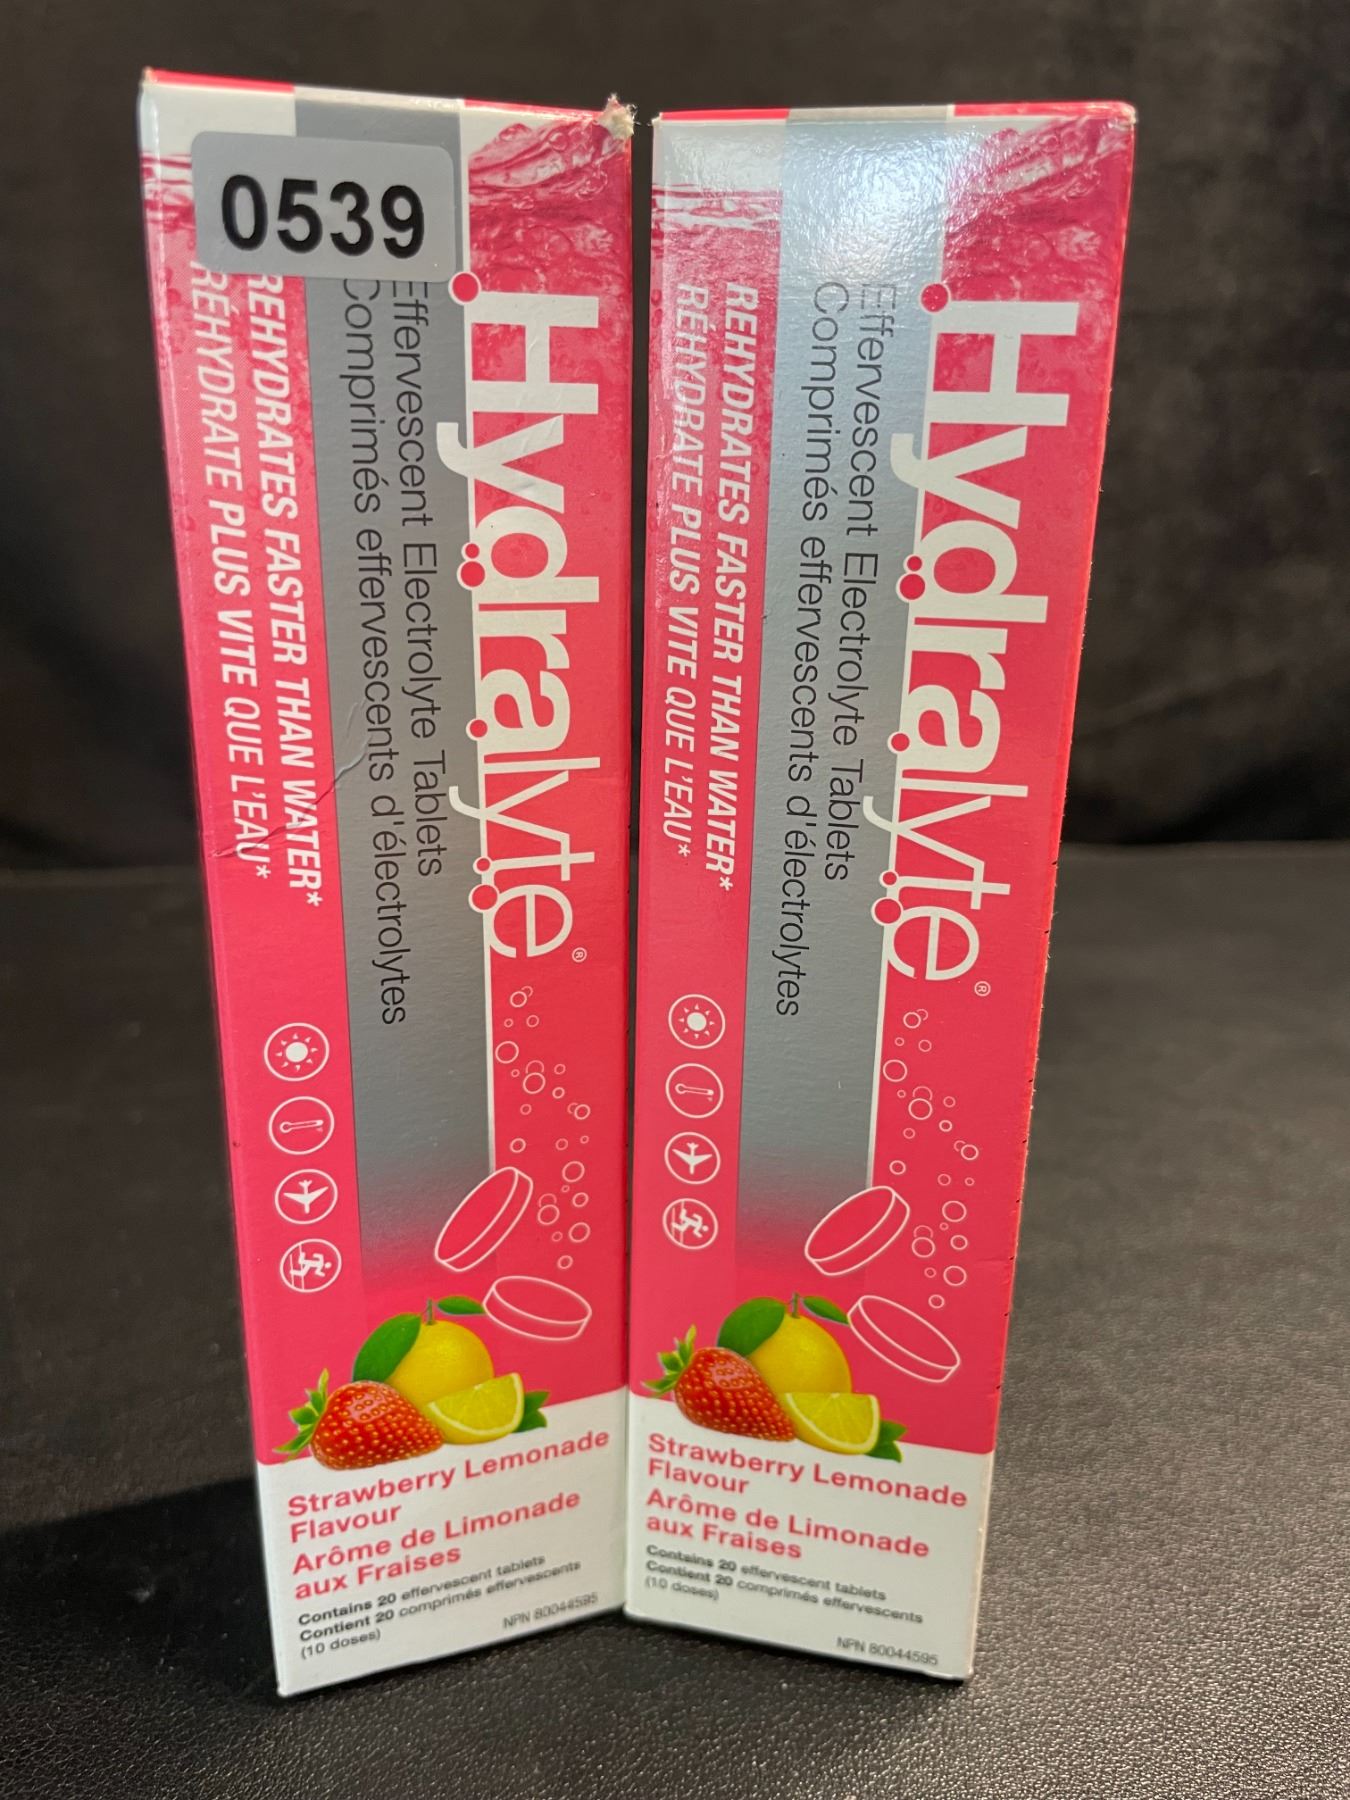 0539
Hydralyte®
Effervescent Electrolyte Tablets
Comprimés effervescents d'électrolytes
REHYDRATES FASTER THAN WATER*
RÉHYDRATE PLUS VITE QUE L'EAU*
Strawberry Lemonade
Flavour
Arôme de Limonade
aux Fraises
Contains 20 effervescent tablets
Contient 20 comprimés effervescents
(10 doses)
NPN 80044595
Hydralyte®
Effervescent Electrolyte Tablets
Comprimés effervescents d'électrolytes
REHYDRATES FASTER THAN WATER*
RÉHYDRATE PLUS VITE QUE L'EAU*
Strawberry Lemonade
Flavour
Arôme de Limonade
aux Fraises
Contains 20 effervescent tablets
Contient 20 comprimés effervescents
(10 doses)
NPN 80044595